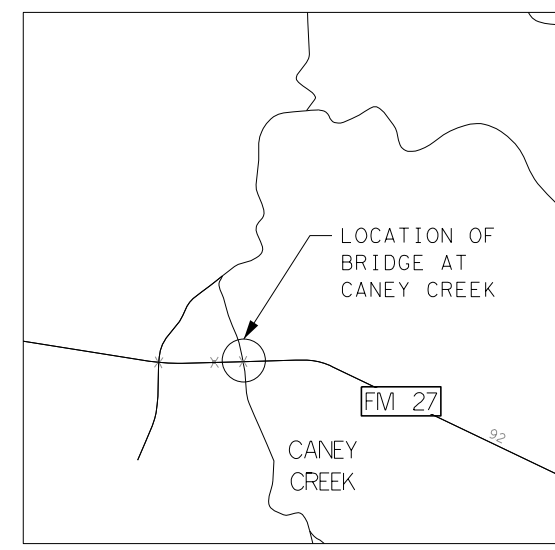 LOCATION OF
BRIDGE AT
CANEY CREEK
FM 27
92
CANEY
CREEK